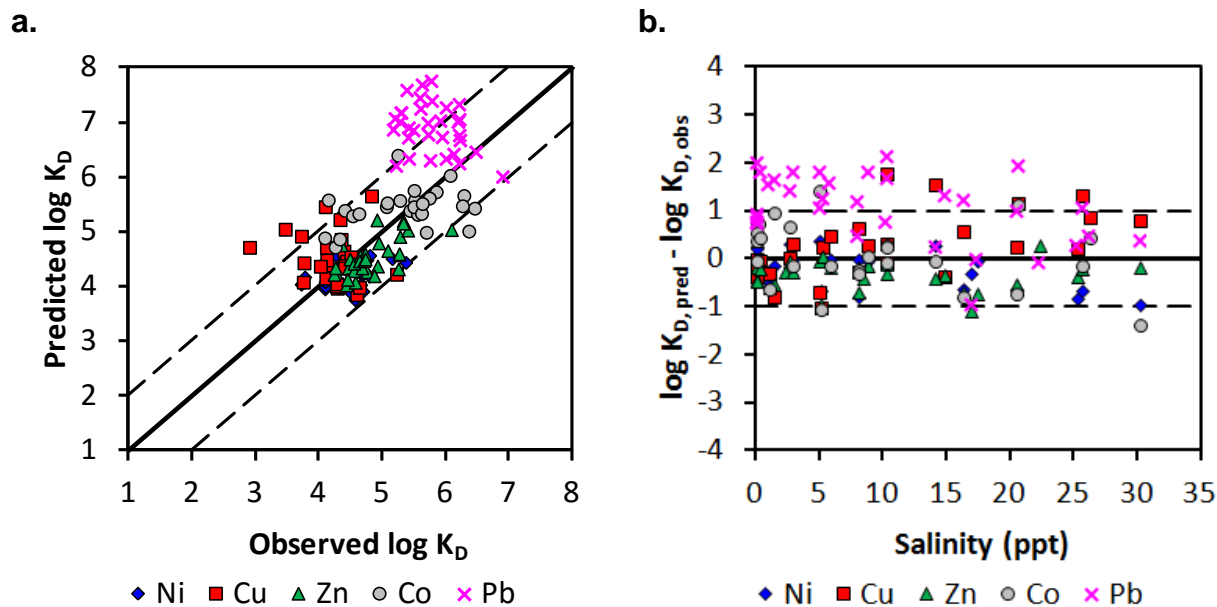 a.
8
7
6
5
4
3
2
1
Predicted log K_D
1 2 3 4 5 6 7 8
Observed log K_D
Ni Cu Zn Co Pb
b.
4
3
2
1
0
-1
-2
-3
-4
log K_D,pred - log K_D, obs
0 5 10 15 20 25 30 35
Salinity (ppt)
Ni Cu Zn Co Pb